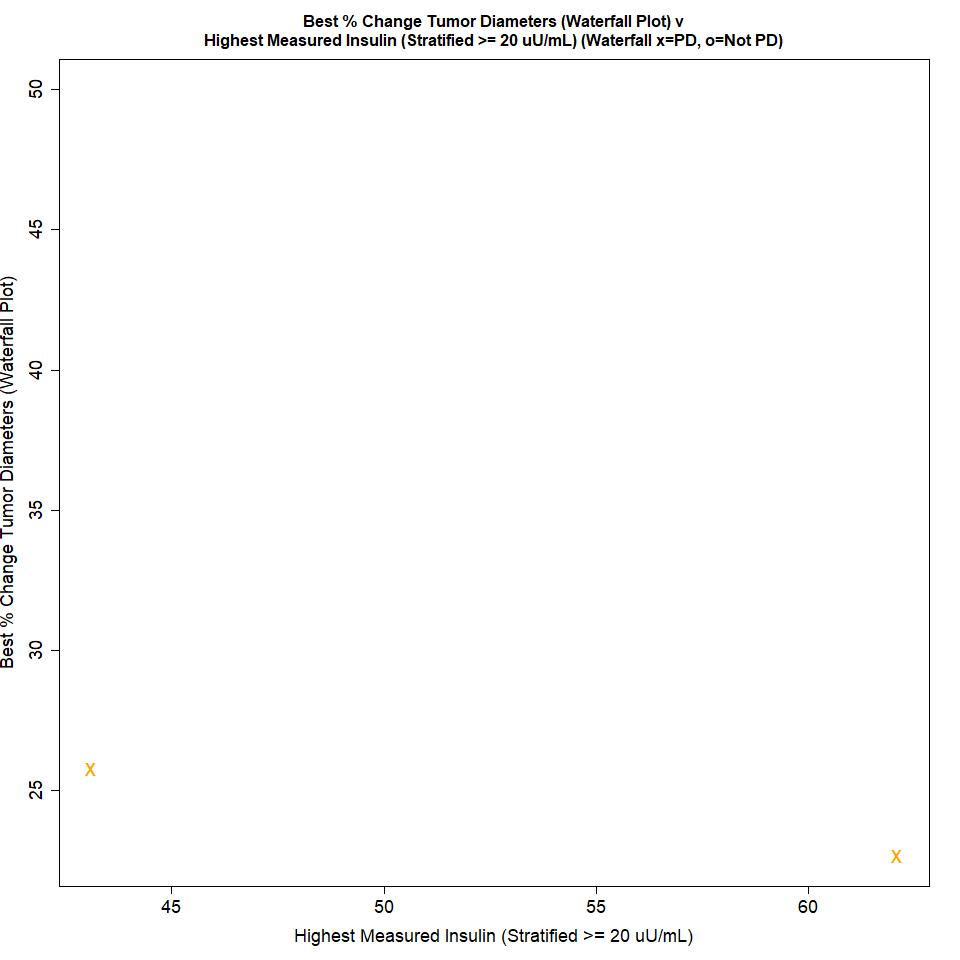 Best % Change Tumor Diameters (Waterfall Plot) v
Highest Measured Insulin (Stratified >= 20 uU/mL) (Waterfall x=PD, o=Not PD)
Best % Change Tumor Diameters (Waterfall Plot)
50
45
40
35
30
25
X
X
45
50
55
60
Highest Measured Insulin (Stratified >= 20 uU/mL)